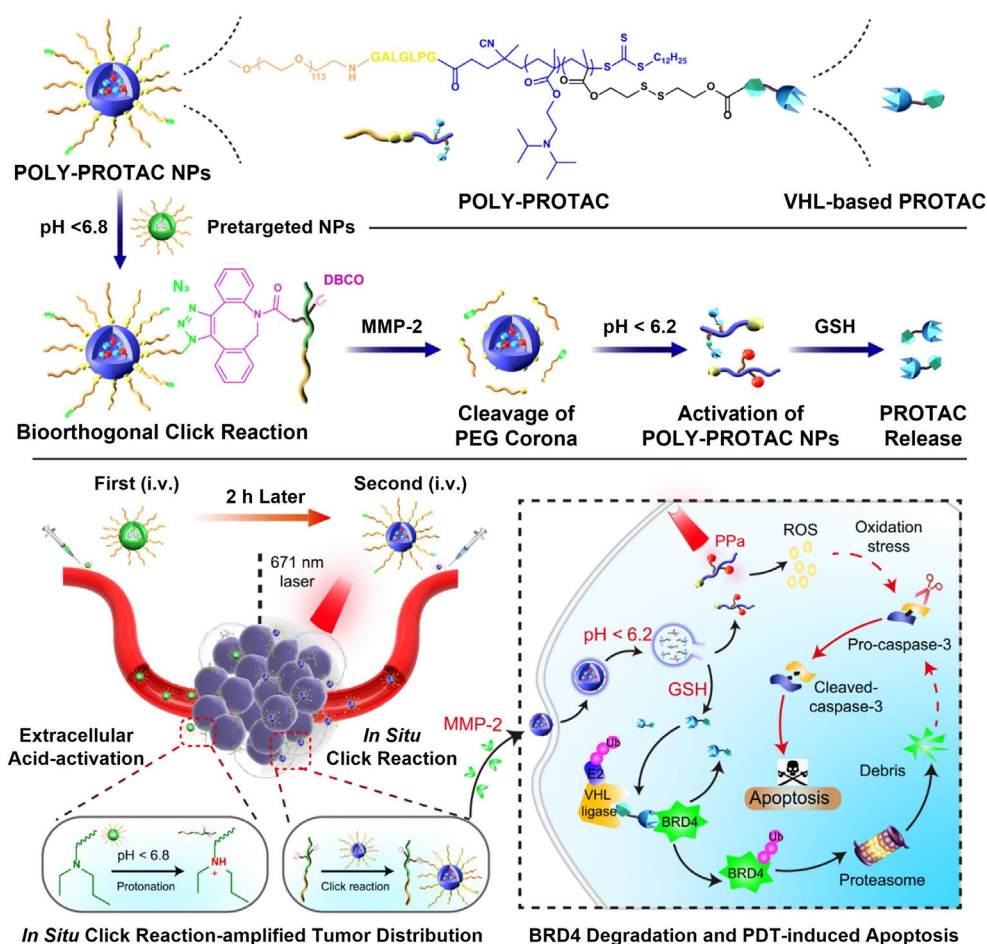 GALGLPG
O
O
113
N
H
O
CN
S
S
S
C12H25
O
O
O
O
S
S
O
O
N
POLY-PROTAC NPs
POLY-PROTAC
VHL-based PROTAC
pH <6.8
Pretargeted NPs
N3
DBCO
N
N
N
N
O
MMP-2
pH < 6.2
GSH
Bioorthogonal Click Reaction
Cleavage of
PEG Corona
Activation of
POLY-PROTAC NPs
PROTAC
Release
First (i.v.)
2 h Later
Second (i.v.)
671 nm
laser
Extracellular
Acid-activation
In Situ
Click Reaction
MMP-2
N
pH < 6.8
Protonation
NH
+
Click reaction
In Situ Click Reaction-amplified Tumor Distribution
PPa
ROS
Oxidation
stress
pH < 6.2
Pro-caspase-3
GSH
Cleaved-
caspase-3
Ub
E2
VHL
ligase
BRD4
Apoptosis
Debris
Ub
BRD4
Proteasome
BRD4 Degradation and PDT-induced Apoptosis